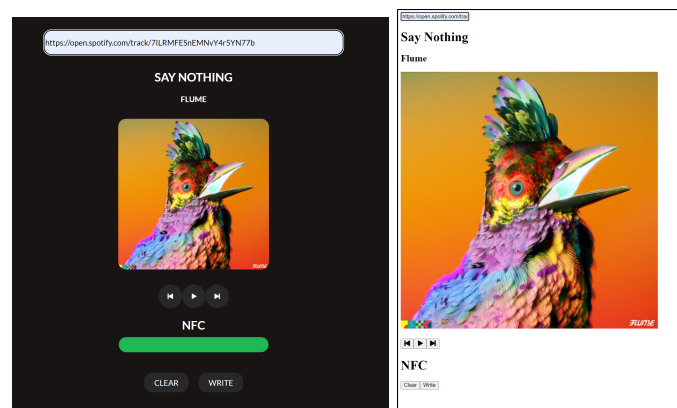 https://open.spotify.com/track/7ILRMFESnEMNvY4r5YN77b
SAY NOTHING
FLUME
FLUME
NFC
CLEAR WRITE
https://open.spotify.com/trac
Say Nothing
Flume
FLUME
NFC
Clear Write